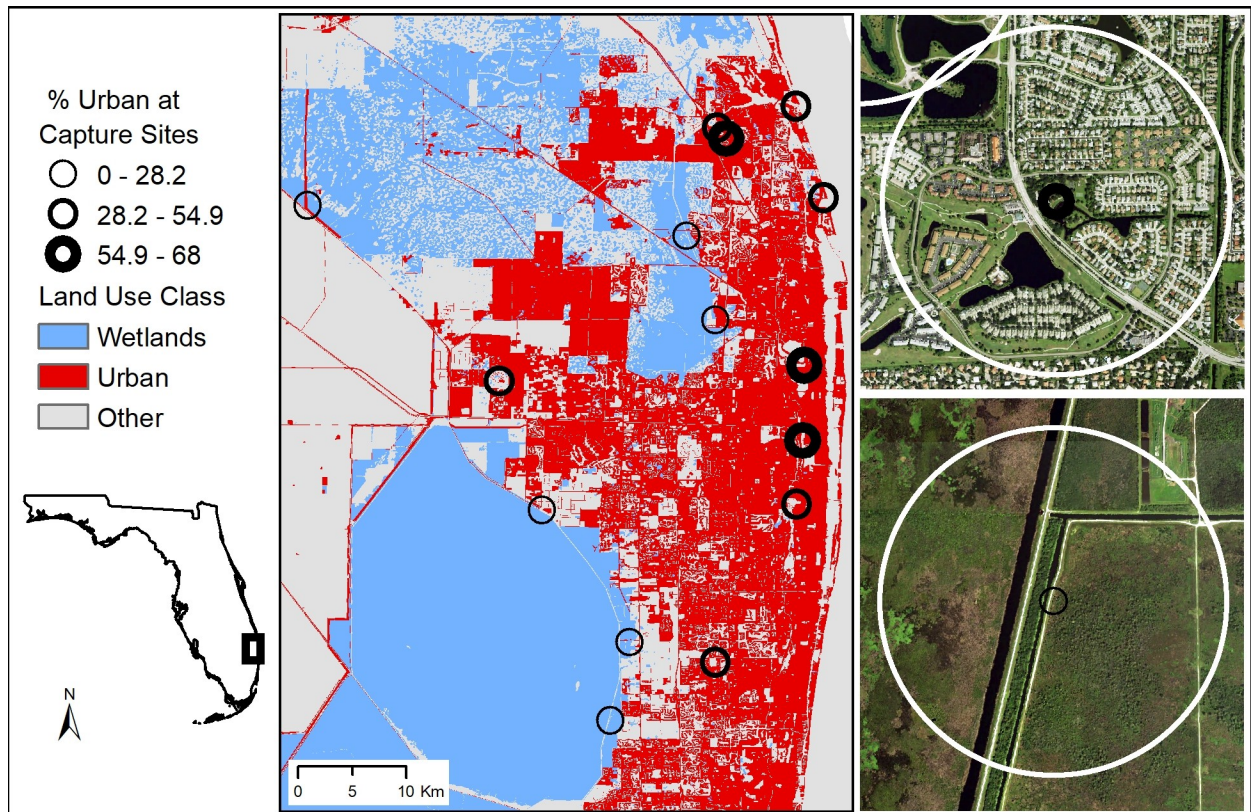 % Urban at
Capture Sites
0 - 28.2
28.2 - 54.9
54.9 - 68
Land Use Class
Wetlands
Urban
Other
N
0 5 10 Km